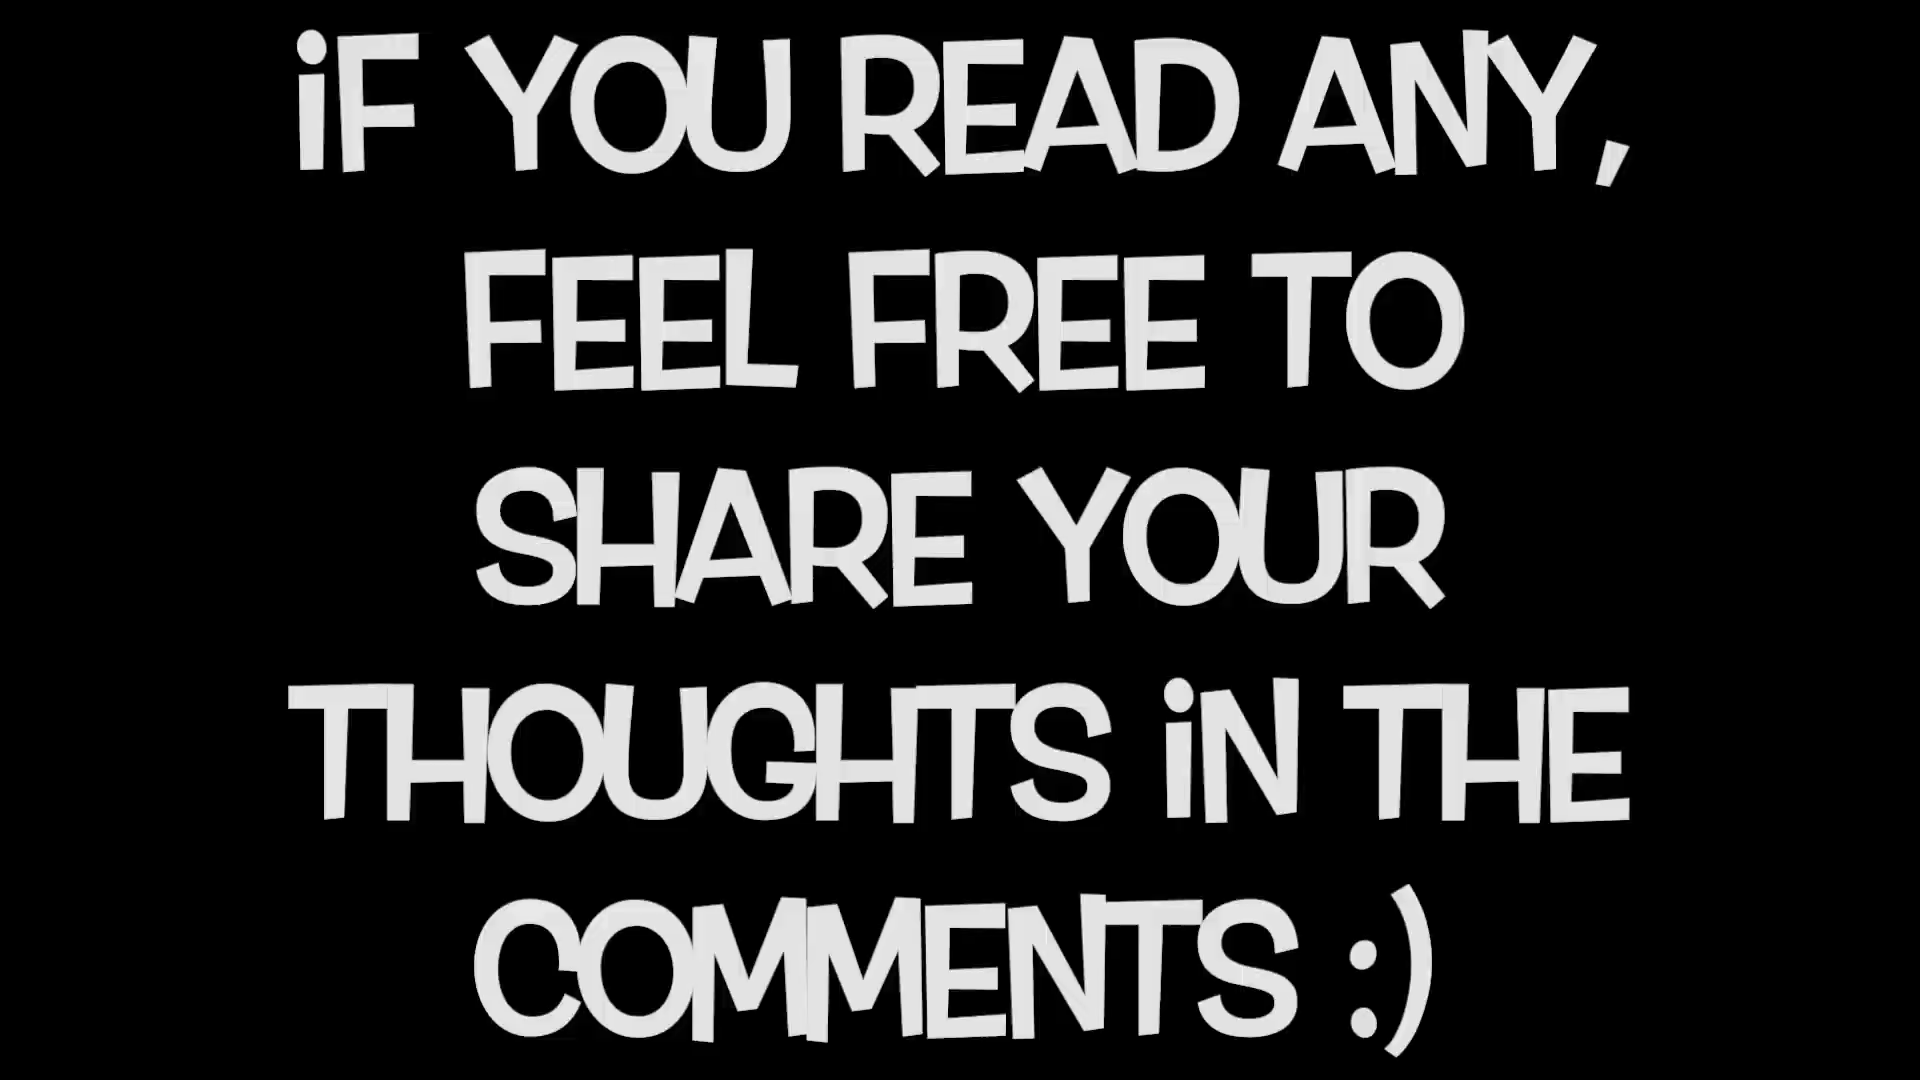 iF YOU READ ANY,
FEEL FREE TO
SHARE YOUR
THOUGHTS iN THE
COMMENTS :)